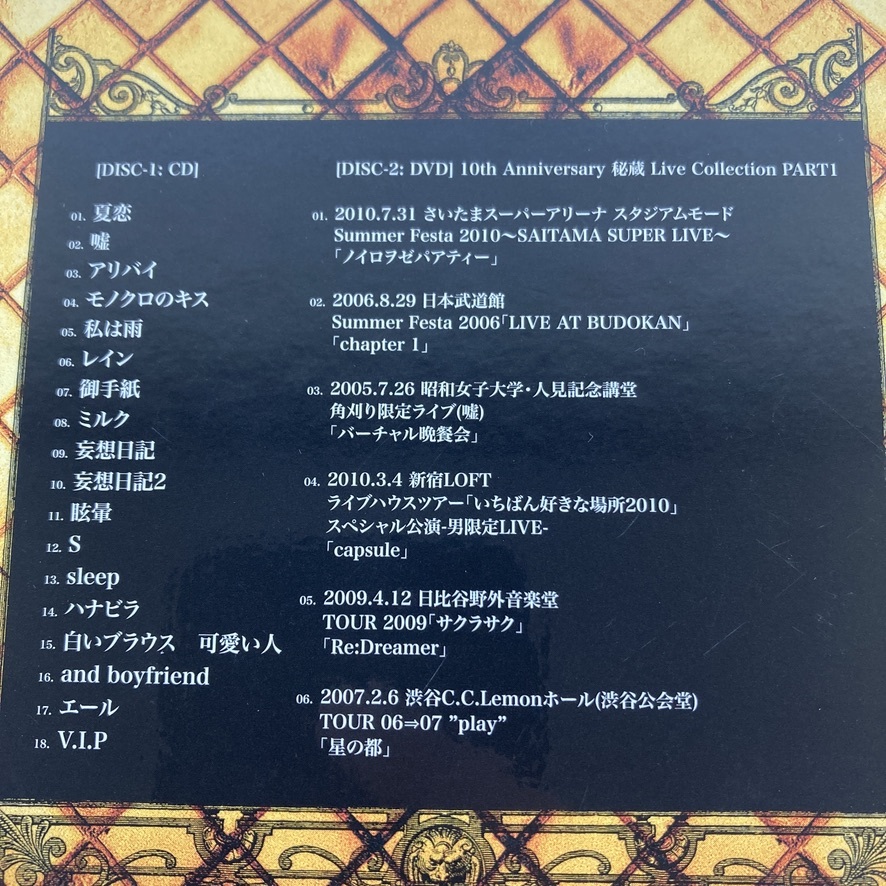 [DISC-1: CD]
01. 夏恋
02. 嘘
03. アリバイ
04. モノクロのキス
05. 私は雨
06. レイン
07. 御手紙
08. ミルク
09. 妄想日記
10. 妄想日記2
11. 眩暈
12. S
13. sleep
14. ハナビラ
15. 白いブラウス　可愛い人
16. and boyfriend
17. エール
18. V.I.P
[DISC-2: DVD] 10th Anniversary 秘蔵 Live Collection PART1
01. 2010.7.31 さいたまスーパーアリーナ スタジアムモード
Summer Festa 2010～SAITAMA SUPER LIVE～
「ノイロヲゼパアティー」
02. 2006.8.29 日本武道館
Summer Festa 2006「LIVE AT BUDOKAN」
「chapter 1」
03. 2005.7.26 昭和女子大学・人見記念講堂
角刈り限定ライブ(嘘)
「バーチャル晩餐会」
04. 2010.3.4 新宿LOFT
ライブハウスツアー「いちばん好きな場所2010」
スペシャル公演-男限定LIVE-
「capsule」
05. 2009.4.12 日比谷野外音楽堂
TOUR 2009「サクラサク」
「Re:Dreamer」
06. 2007.2.6 渋谷C.C.Lemonホール(渋谷公会堂)
TOUR 06⇒07 ”play”
「星の都」